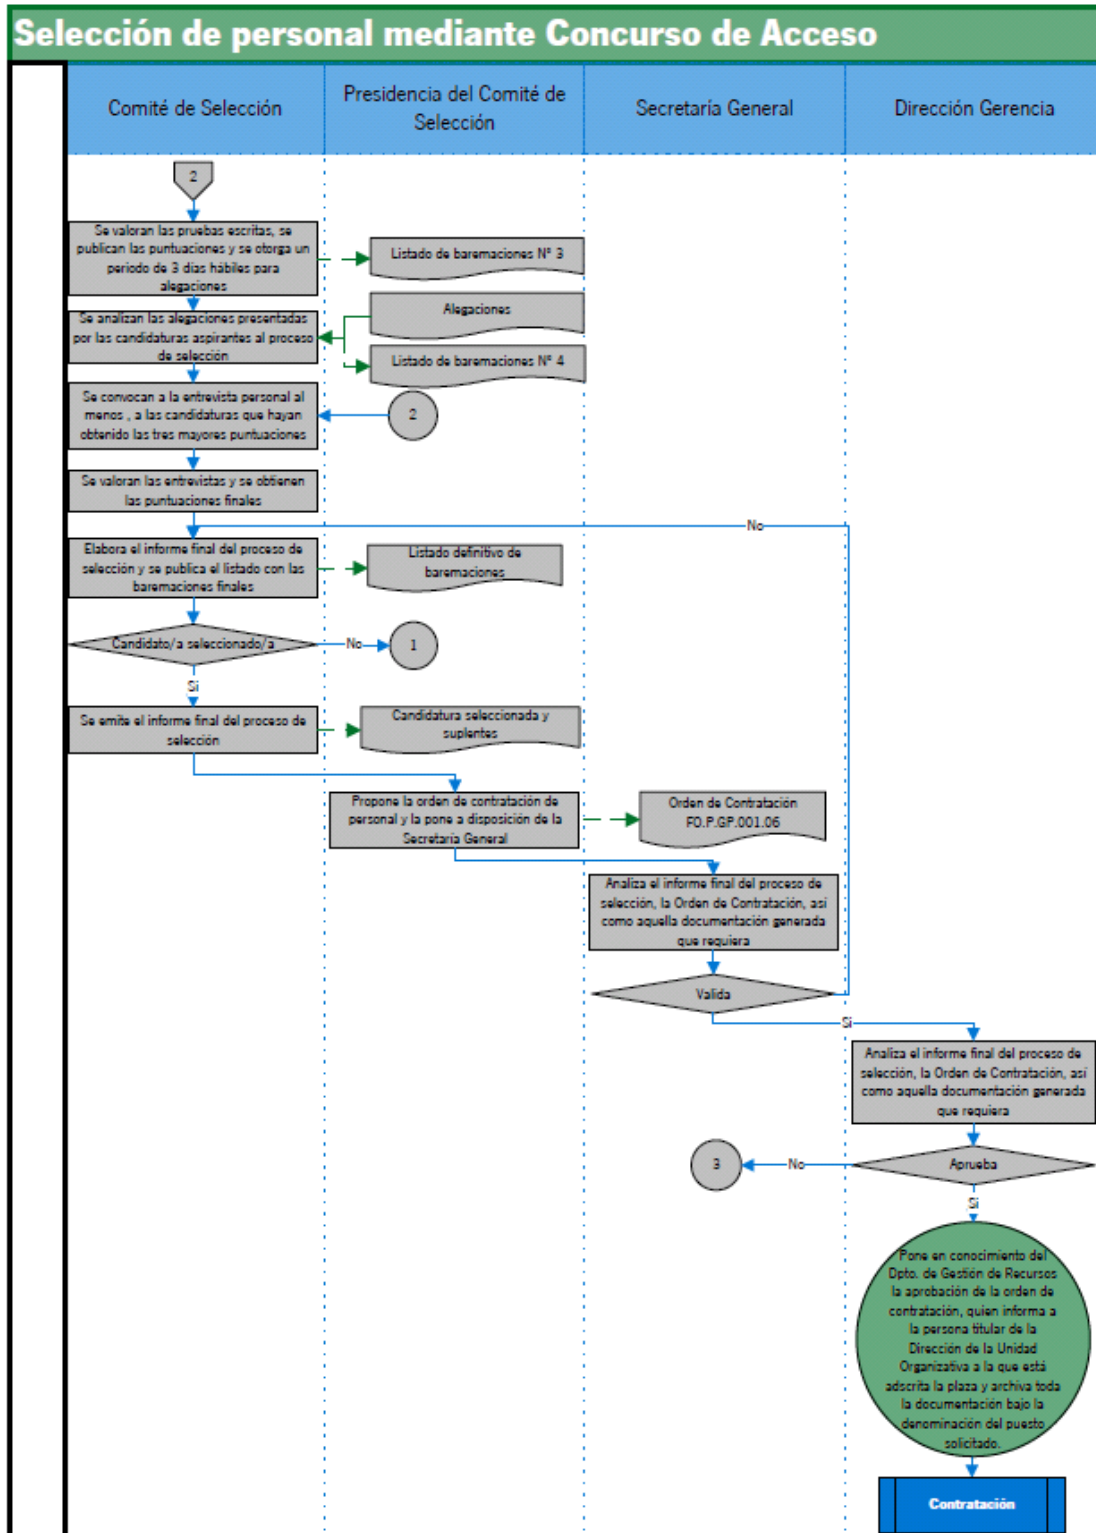 Selección de personal mediante Concurso de Acceso
Comité de Selección
Presidencia del Comité de
Selección
Secretaría General
Dirección Gerencia
2
Se valoran las pruebas escritas, se
publican las puntuaciones y se otorga un
periodo de 3 días hábiles para
alegaciones
Listado de baremaciones Nº 3
Alegaciones
Se analizan las alegaciones presentadas
por las candidaturas aspirantes al proceso
de selección
Listado de baremaciones Nº 4
Se convocan a la entrevista personal al
menos , a las candidaturas que hayan
obtenido las tres mayores puntuaciones
2
Se valoran las entrevistas y se obtienen
las puntuaciones finales
No
Elabora el informe final del proceso de
selección y se publica el listado con las
baremaciones finales
Listado definitivo de
baremaciones
Candidato/a seleccionado/a
No
1
Si
Se emite el informe final del proceso de
selección
Candidatura seleccionada y
suplentes
Propone la orden de contratación de
personal y la pone a disposición de la
Secretaría General
Orden de Contratación
FO.P.GP.001.06
Analiza el informe final del proceso de
selección, la Orden de Contratación, así
como aquella documentación generada
que requiera
Valida
Si
Analiza el informe final del proceso de
selección, la Orden de Contratación, así
como aquella documentación generada
que requiera
3
No
Aprueba
Si
Pone en conocimiento del
Dpto. de Gestión de Recursos
la aprobación de la orden de
contratación, quien informa a
la persona titular de la
Dirección de la Unidad
Organizativa a la que está
adscrita la plaza y archiva toda
la documentación bajo la
denominación del puesto
solicitado.
Contratación